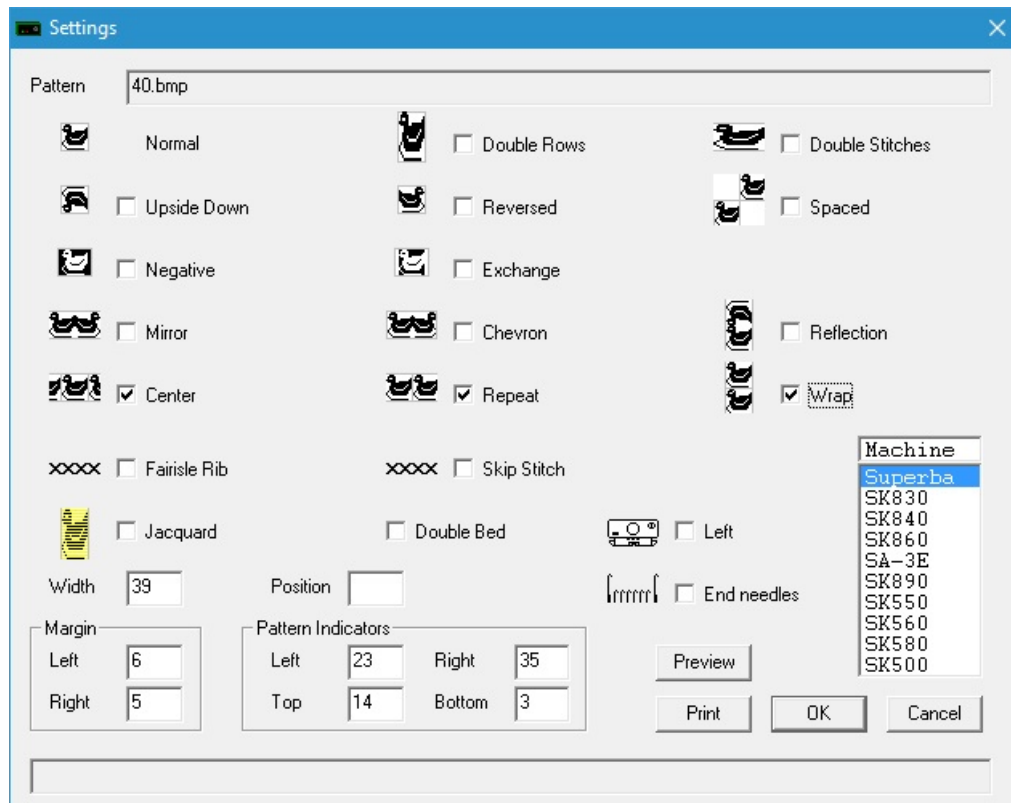 Settings
Pattern 40.bmp
Normal Double Rows Double Stitches
Upside Down Reversed Spaced
Negative Exchange
Mirror Chevron Reflection
Center Repeat Wrap
xxxx Fairisle Rib xxxx Skip Stitch
Machine
Superba
SK830
SK840
SK860
SA-3E
SK890
SK550
SK560
SK580
SK500
Jacquard Double Bed Left
Width 39 Position End needles
Margin Pattern Indicators
Left 6 Left 23 Right 35 Preview
Right 5 Top 14 Bottom 3 Print OK Cancel